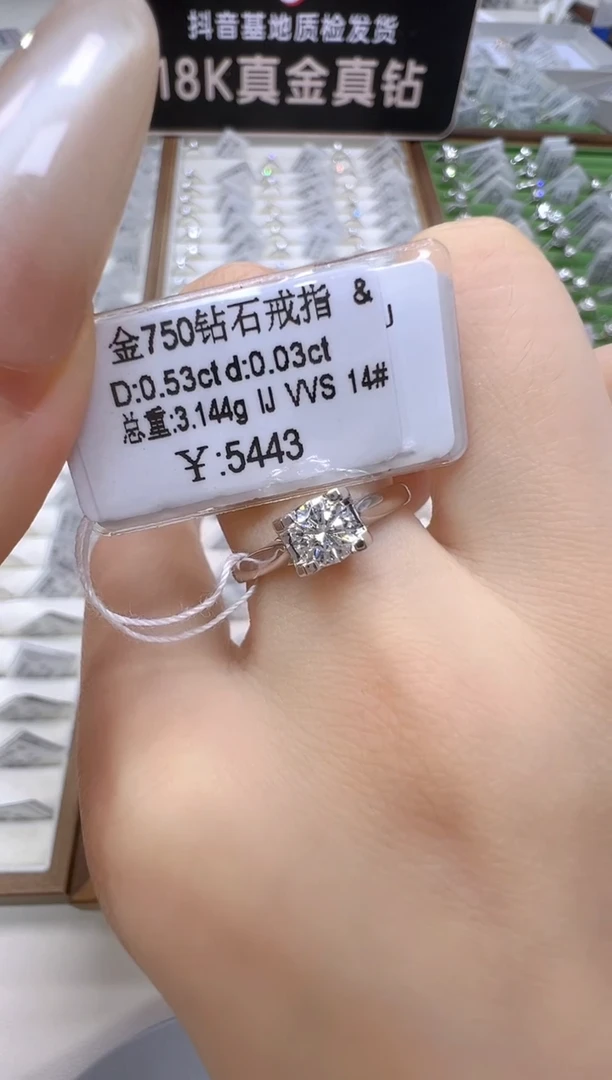 抖音基地质检发货
18K真金真钻
金750钻石戒指 &
D:0.53ct d:0.03ct
总重:3.144g IJ VVS 14#
¥:5443
J